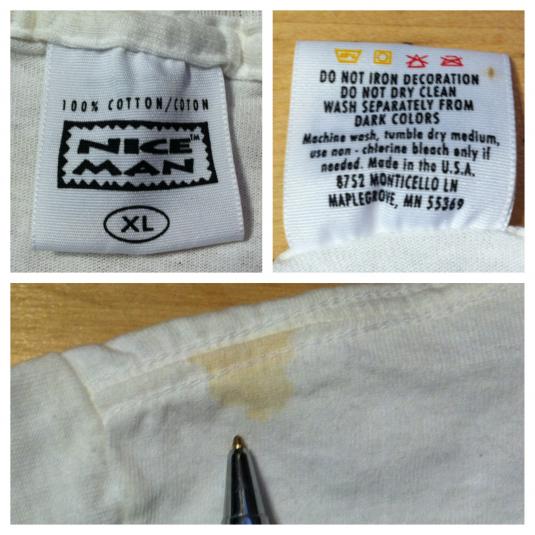 100% COTTON/COTON
NICE™
MAN
XL
DO NOT IRON DECORATION
DO NOT DRY CLEAN
WASH SEPARATELY FROM
DARK COLORS
Machine wash, tumble dry medium,
use non - chlorine bleach only if
needed. Made in the U.S.A.
8752 MONTICELLO LN
MAPLEGROVE, MN 55369